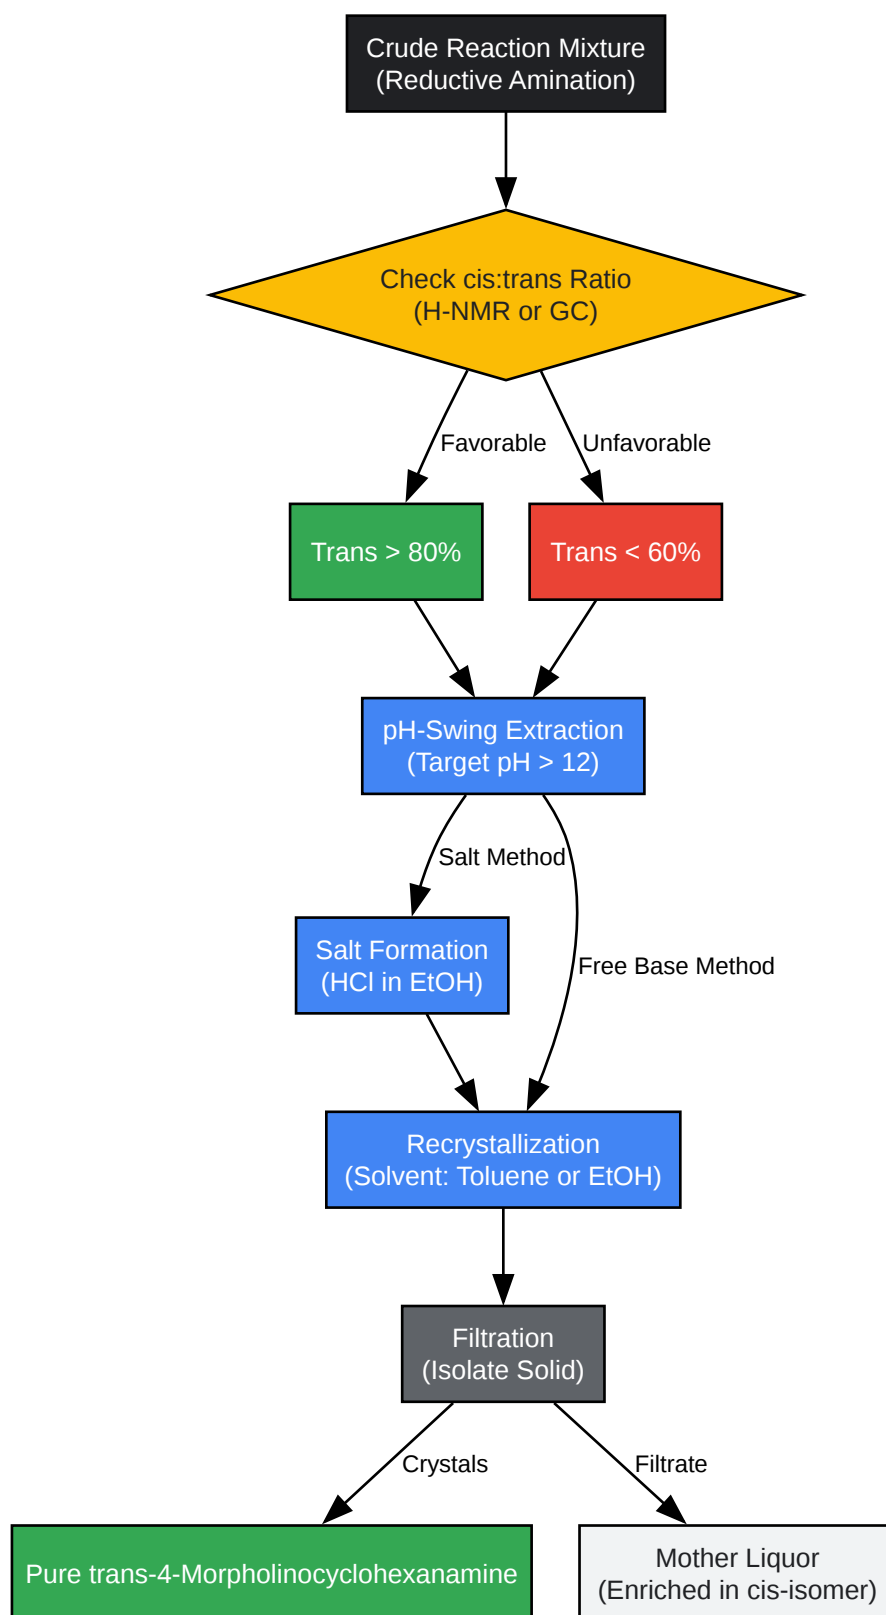 Crude Reaction Mixture
(Reductive Amination)
Check cis:trans Ratio
(H-NMR or GC)
Favorable
Unfavorable
Trans > 80%
Trans < 60%
pH-Swing Extraction
(Target pH > 12)
Salt Method
Salt Formation
(HCl in EtOH)
Free Base Method
Recrystallization
(Solvent: Toluene or EtOH)
Filtration
(Isolate Solid)
Crystals
Filtrate
Pure trans-4-Morpholinocyclohexanamine
Mother Liquor
(Enriched in cis-isomer)